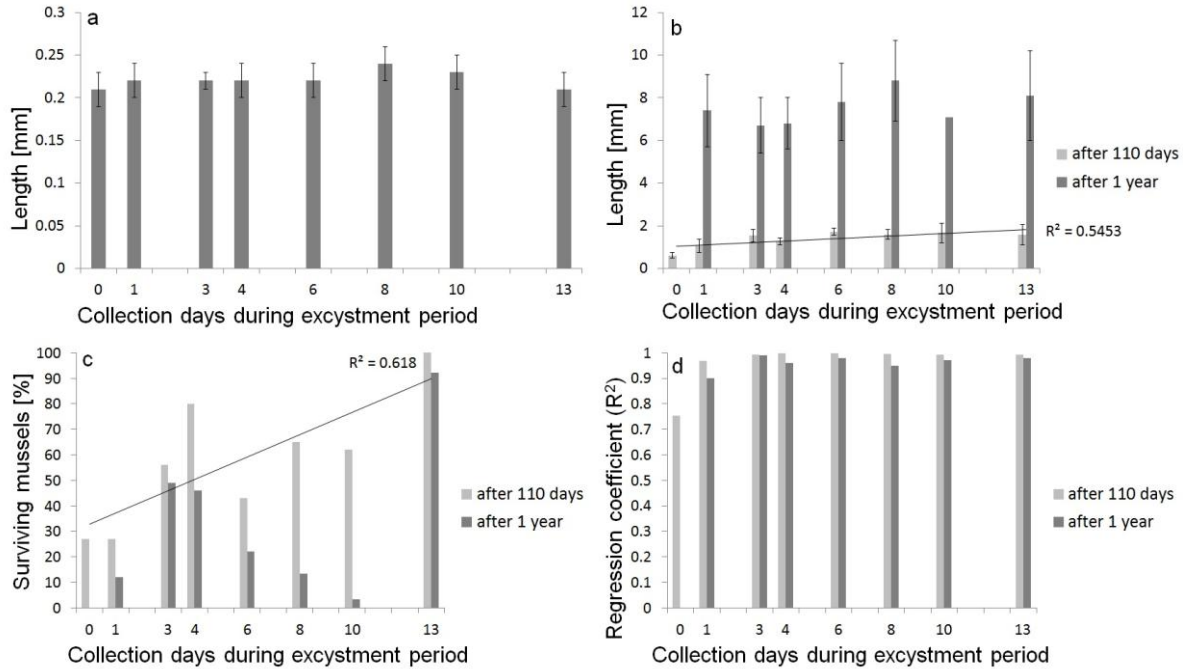 a
0.3
0.25
0.2
0.15
0.1
0.05
0
Length [mm]
0 1 3 4 6 8 10 13
Collection days during excystment period
b
12
10
8
6
4
2
0
Length [mm]
after 110 days
after 1 year
R² = 0.5453
0 1 3 4 6 8 10 13
Collection days during excystment period
c
100
90
80
70
60
50
40
30
20
10
0
Surviving mussels [%]
R² = 0.618
after 110 days
after 1 year
0 1 3 4 6 8 10 13
Collection days during excystment period
d
1
0.9
0.8
0.7
0.6
0.5
0.4
0.3
0.2
0.1
0
Regression coefficient (R²)
after 110 days
after 1 year
0 1 3 4 6 8 10 13
Collection days during excystment period